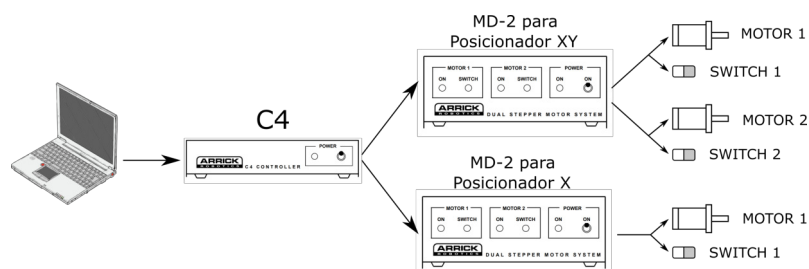 C4
ARRICK
ROBOTICS
C4 CONTROLLER
POWER
MD-2 para
Posicionador XY
MOTOR 1
MOTOR 2
POWER
ON SWITCH
ON SWITCH
ON ON
ARRICK
ROBOTICS
DUAL STEPPER MOTOR SYSTEM
MOTOR 1
SWITCH 1
MOTOR 2
SWITCH 2
MD-2 para
Posicionador X
MOTOR 1
MOTOR 2
POWER
ON SWITCH
ON SWITCH
ON ON
ARRICK
ROBOTICS
DUAL STEPPER MOTOR SYSTEM
MOTOR 1
SWITCH 1